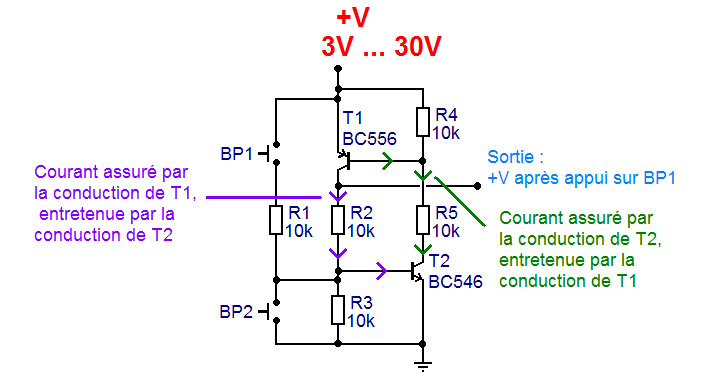 +V
3V ... 30V
R4
10k
T1
BC556
BP1
Sortie :
+V après appui sur BP1
Courant assuré par
la conduction de T1,
entretenue par la
conduction de T2
R1
10k
R2
10k
R5
10k
Courant assuré par
la conduction de T2,
entretenue par la
conduction de T1
T2
BC546
BP2
R3
10k